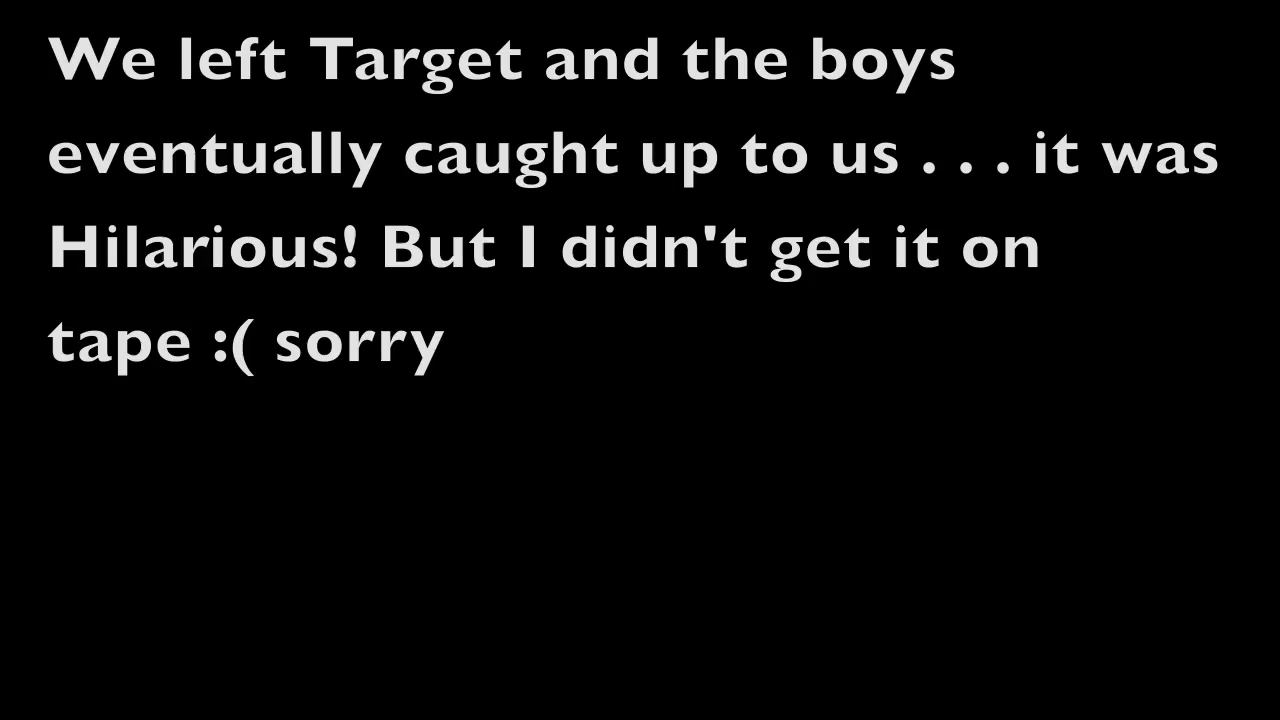 We left Target and the boys
eventually caught up to us . . . it was
Hilarious! But I didn't get it on
tape :( sorry